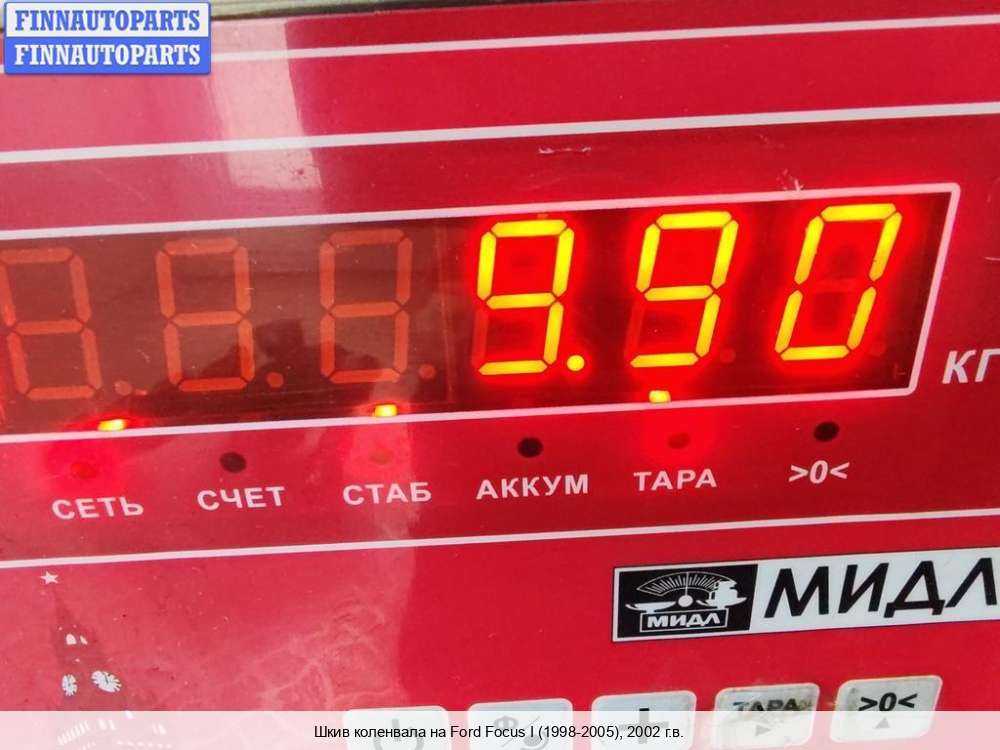 FINNAUTOPARTS
FINNAUTOPARTS
9.90
КГ
СЕТЬ СЧЕТ СТАБ АККУМ ТАРА >0<
МИДЛ МИДЛ
ТАРА >0<
Шкив коленвала на Ford Focus I (1998-2005), 2002 г.в.